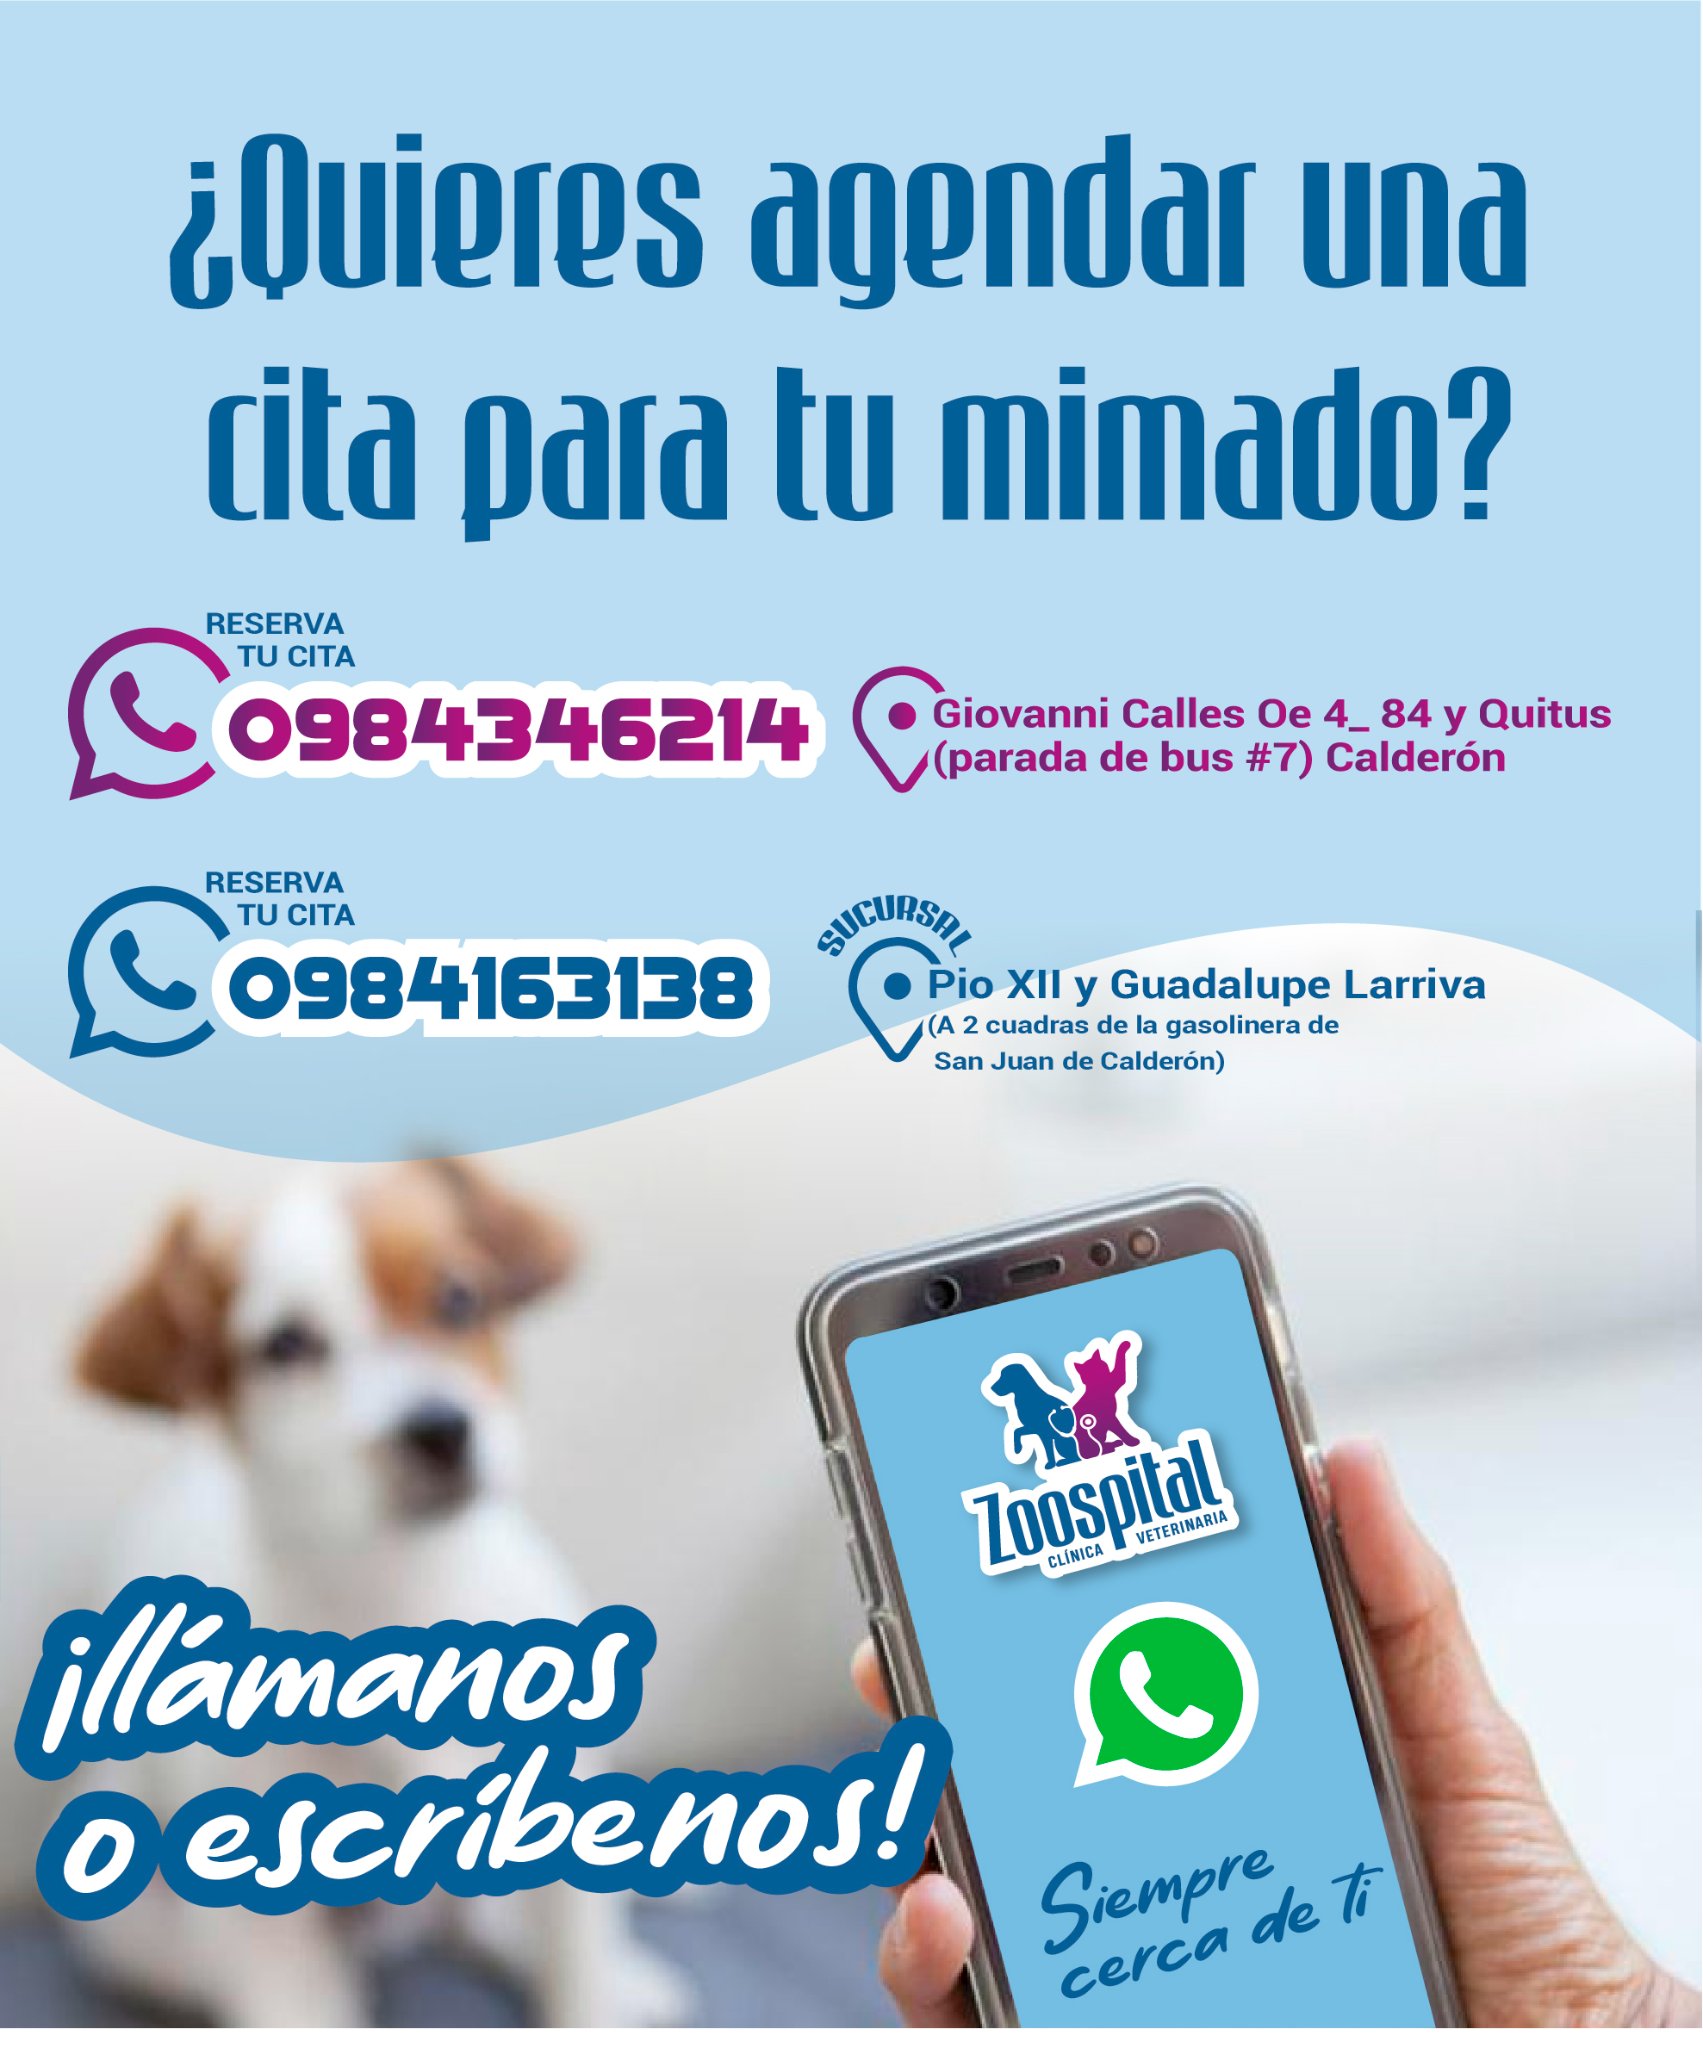 ¿Quieres agendar una
cita para tu mimado?
RESERVA
TU CITA
0984346214
Giovanni Calles Oe 4_ 84 y Quitus
(parada de bus #7) Calderón
RESERVA
TU CITA
0984163138
SUCURSAL
Pio XII y Guadalupe Larriva
(A 2 cuadras de la gasolinera de
San Juan de Calderón)
Zoospital
CLÍNICA VETERINARIA
¡llámanos
o escríbenos!
Siempre
cerca de ti